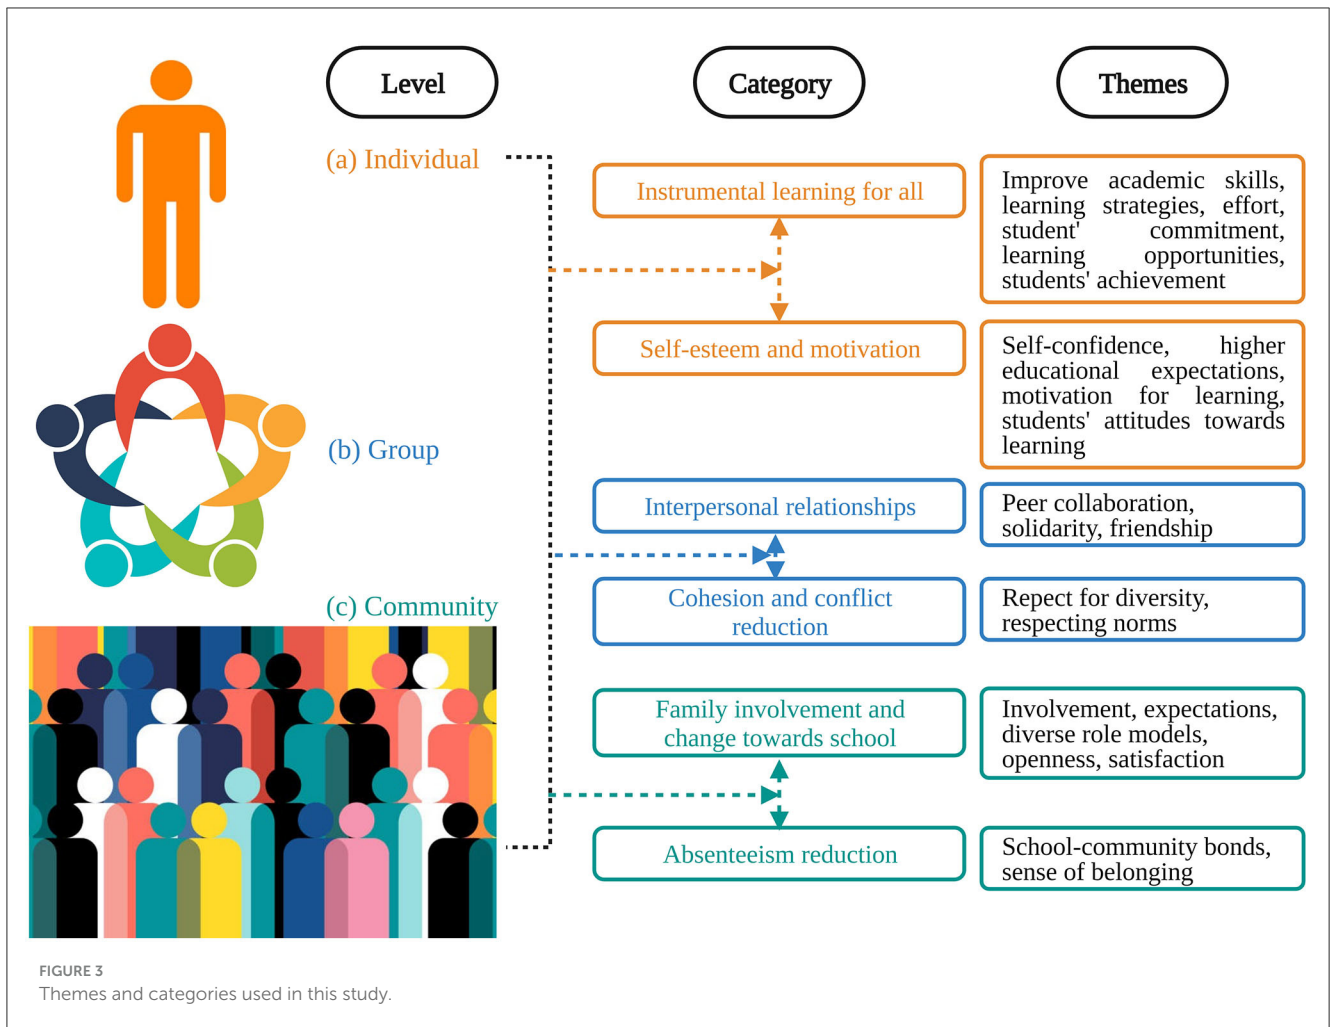 Level
Category
Themes
(a) Individual
Instrumental learning for all
Improve academic skills,
learning strategies, effort,
student' commitment,
learning opportunities,
students' achievement
Self-esteem and motivation
Self-confidence, higher
educational expectations,
motivation for learning,
students' attitudes towards
learning
(b) Group
Interpersonal relationships
Peer collaboration,
solidarity, friendship
Cohesion and conflict
reduction
Repect for diversity,
respecting norms
(c) Community
Family involvement and
change towards school
Involvement, expectations,
diverse role models,
openness, satisfaction
Absenteeism reduction
School-community bonds,
sense of belonging
FIGURE 3
Themes and categories used in this study.